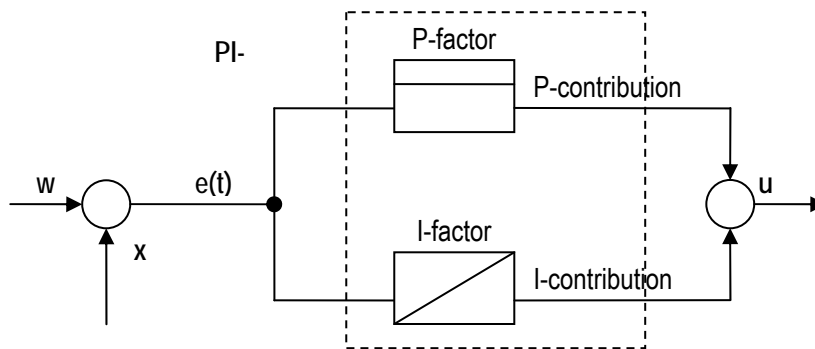 P-factor
PI-
P-contribution
w
e(t)
u
I-factor
x
I-contribution